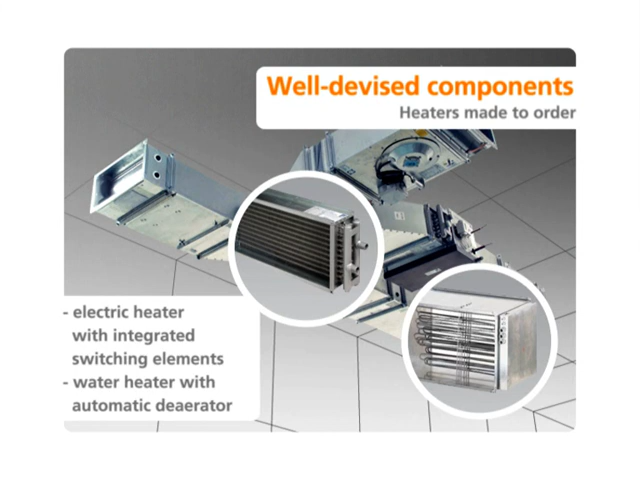 Well-devised components
Heaters made to order
- electric heater
with integrated
switching elements
- water heater with
automatic deaerator